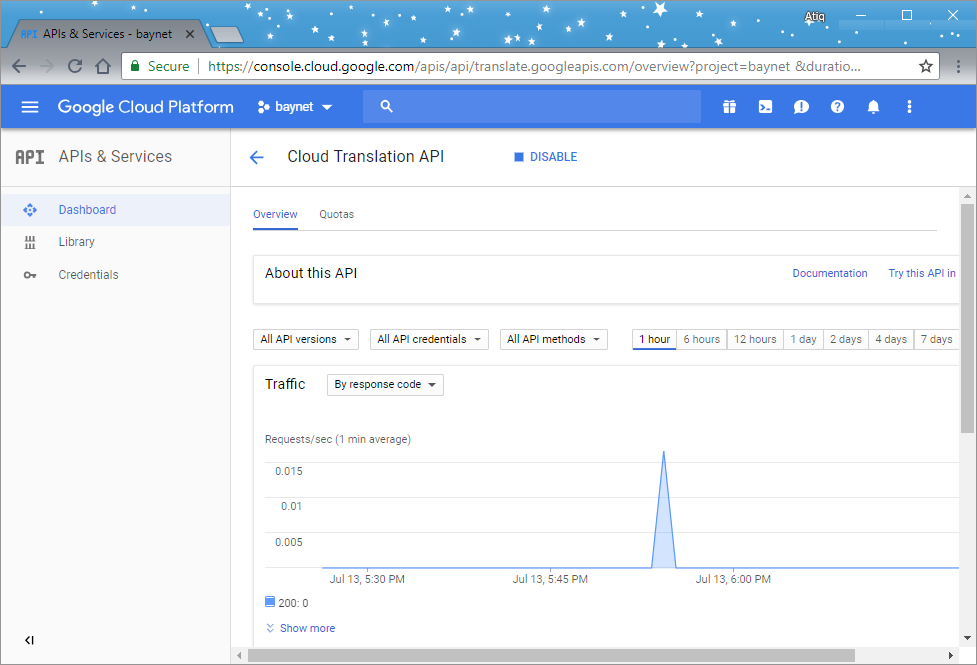 Atiq
API APIs & Services - baynet
Secure https://console.cloud.google.com/apis/api/translate.googleapis.com/overview?project=baynet &duratio...
Google Cloud Platform baynet
API APIs & Services
Cloud Translation API DISABLE
Dashboard
Library
Credentials
Overview Quotas
About this API Documentation Try this API in
All API versions All API credentials All API methods 1 hour 6 hours 12 hours 1 day 2 days 4 days 7 days
Traffic By response code
Requests/sec (1 min average)
0.015
0.01
0.005
Jul 13, 5:30 PM Jul 13, 5:45 PM Jul 13, 6:00 PM
200: 0
Show more